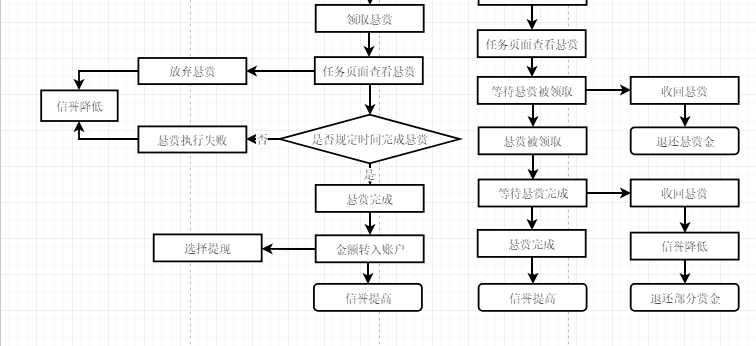 领取悬赏
任务页面查看悬赏
放弃悬赏
信誉降低
悬赏执行失败
否
是否规定时间完成悬赏
是
悬赏完成
金额转入账户
选择提现
信誉提高
任务页面查看悬赏
等待悬赏被领取
收回悬赏
悬赏被领取
退还悬赏金
等待悬赏完成
收回悬赏
悬赏完成
信誉降低
信誉提高
退还部分赏金